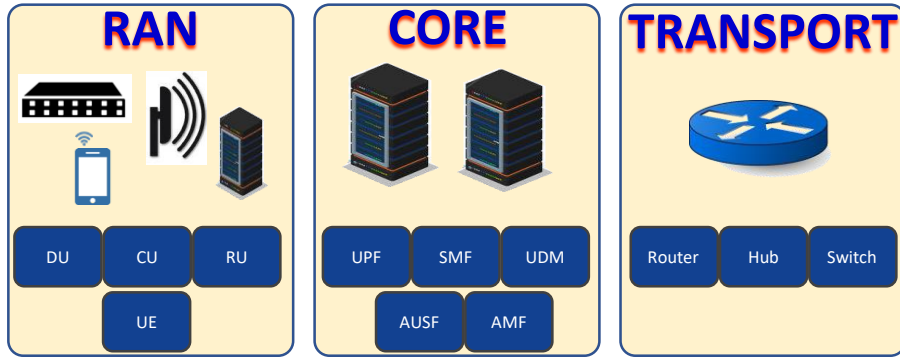 RAN
DU CU RU
UE
CORE
UPF SMF UDM
AUSF AMF
TRANSPORT
Router Hub Switch